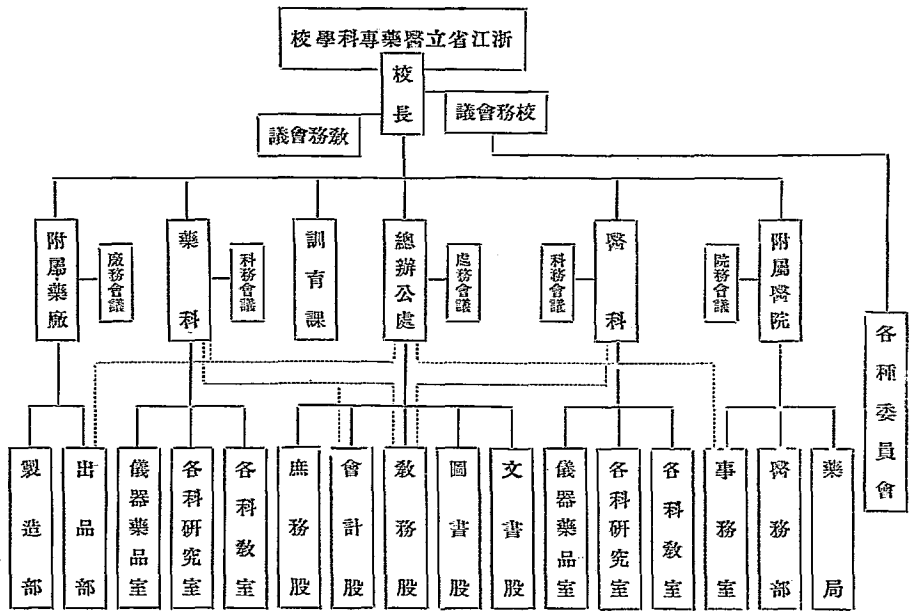 浙江省立醫藥專科學校
校長
校務會議
教務會議
附屬醫院
院務會議
醫科
科務會議
總辦公處
處務會議
訓育課
藥科
科務會議
附屬藥廠
廠務會議
各種委員會
藥局
醫務部
事務室
各科教室
各科研究室
儀器藥品室
文書股
圖書股
教務股
會計股
庶務股
各科教室
各科研究室
儀器藥品室
出品部
製造部